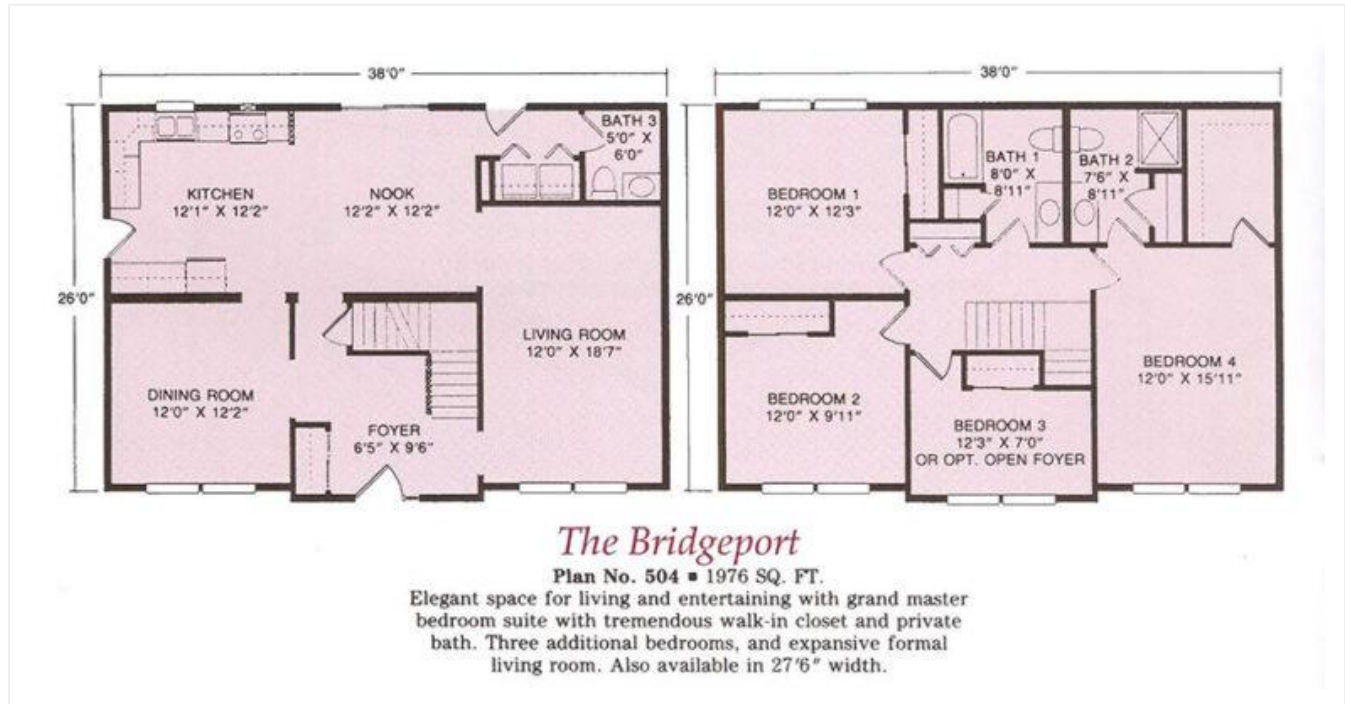 38'0"
38'0"
26'0"
26'0"
KITCHEN
12'1" X 12'2"
NOOK
12'2" X 12'2"
BATH 3
5'0" X
6'0"
LIVING ROOM
12'0" X 18'7"
DINING ROOM
12'0" X 12'2"
FOYER
6'5" X 9'6"
BEDROOM 1
12'0" X 12'3"
BATH 1
8'0" X
8'11"
BATH 2
7'6" X
8'11"
BEDROOM 2
12'0" X 9'11"
BEDROOM 3
12'3" X 7'0"
OR OPT. OPEN FOYER
BEDROOM 4
12'0" X 15'11"
The Bridgeport
Plan No. 504 ■ 1976 SQ. FT.
Elegant space for living and entertaining with grand master
bedroom suite with tremendous walk-in closet and private
bath. Three additional bedrooms, and expansive formal
living room. Also available in 27'6" width.